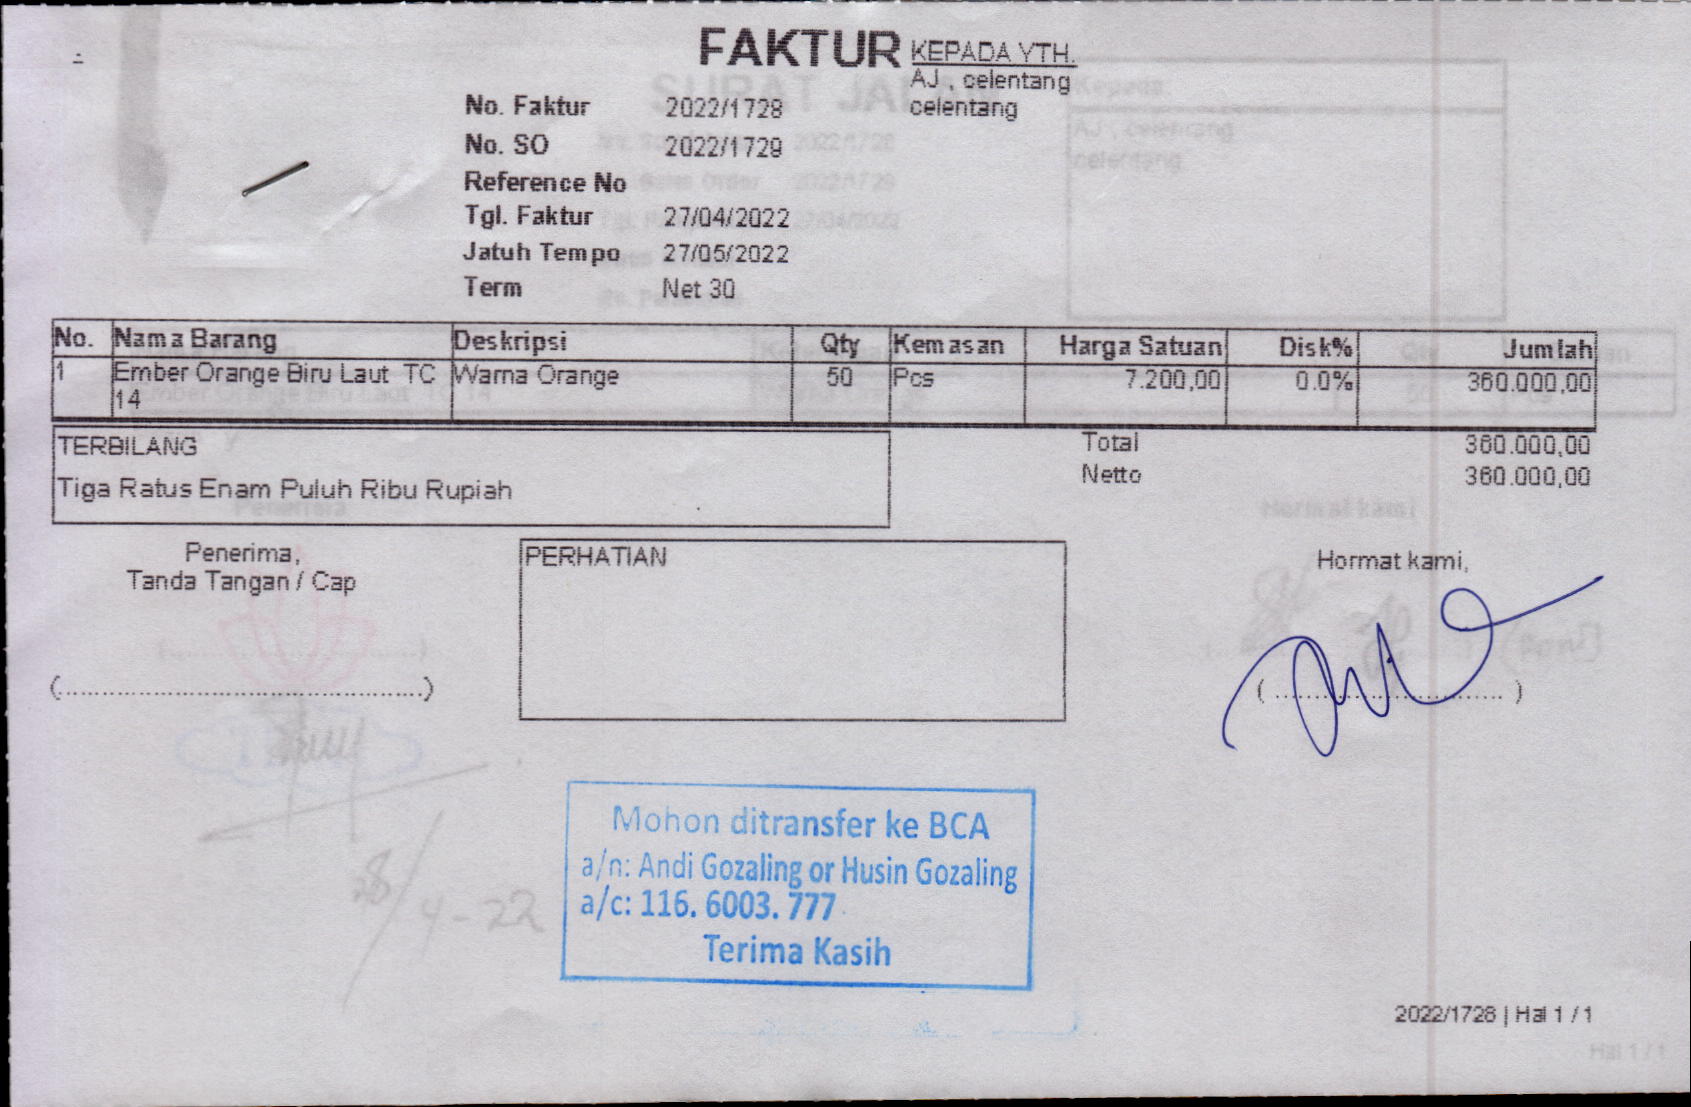 FAKTUR
KEPADA YTH.
AJ , celentang
celentang
No. Faktur 2022/1728
No. SO 2022/1729
Reference No
Tgl. Faktur 27/04/2022
Jatuh Tempo 27/05/2022
Term Net 30
No. Nama Barang Deskripsi Qty Kemasan Harga Satuan Disk% Jumlah
1 Ember Orange Biru Laut TC Warna Orange 50 Pcs 7.200,00 0.0% 360.000,00
14
TERBILANG
Tiga Ratus Enam Puluh Ribu Rupiah
Total 360.000,00
Netto 360.000,00
Penerima,
Tanda Tangan / Cap
(......................................)
PERHATIAN
Hormat kami,
( ........................... )
Mohon ditransfer ke BCA
a/n: Andi Gozaling or Husin Gozaling
a/c: 116. 6003. 777
Terima Kasih
28/4-22
2022/1728 | Hal 1 / 1